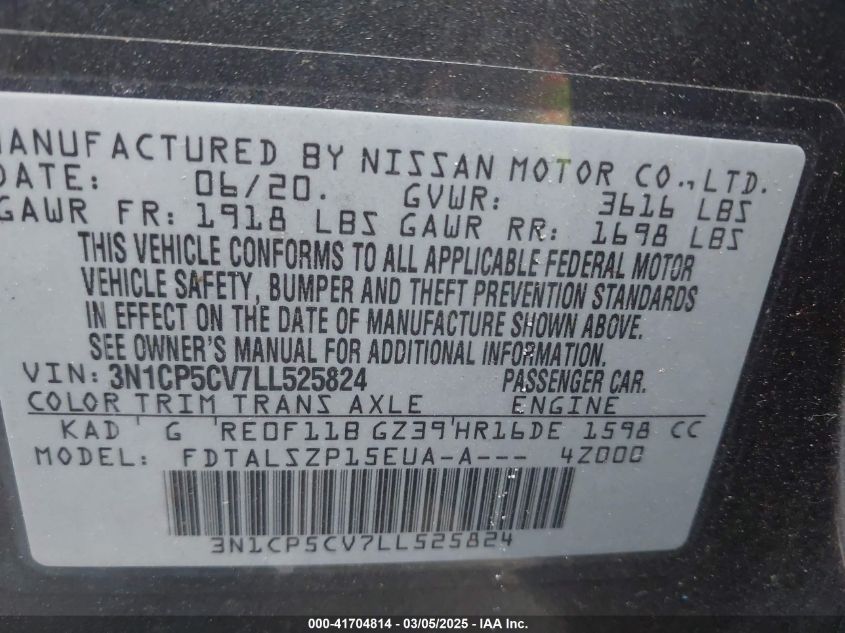 MANUFACTURED BY NISSAN MOTOR CO., LTD.
DATE: 06/20. GVWR: 3616 LBS
GAWR FR: 1918 LBS GAWR RR: 1698 LBS
THIS VEHICLE CONFORMS TO ALL APPLICABLE FEDERAL MOTOR
VEHICLE SAFETY, BUMPER AND THEFT PREVENTION STANDARDS
IN EFFECT ON THE DATE OF MANUFACTURE SHOWN ABOVE.
SEE OWNER'S MANUAL FOR ADDITIONAL INFORMATION.
VIN: 3N1CP5CV7LL525824 PASSENGER CAR.
COLOR TRIM TRANS AXLE ENGINE
KAD G RE0F11B GZ39 HR16DE 1598 CC
MODEL: FDTALSZP15EUA-A--- 4Z000
3N1CP5CV7LL525824
000-41704814 - 03/05/2025 - IAA Inc.